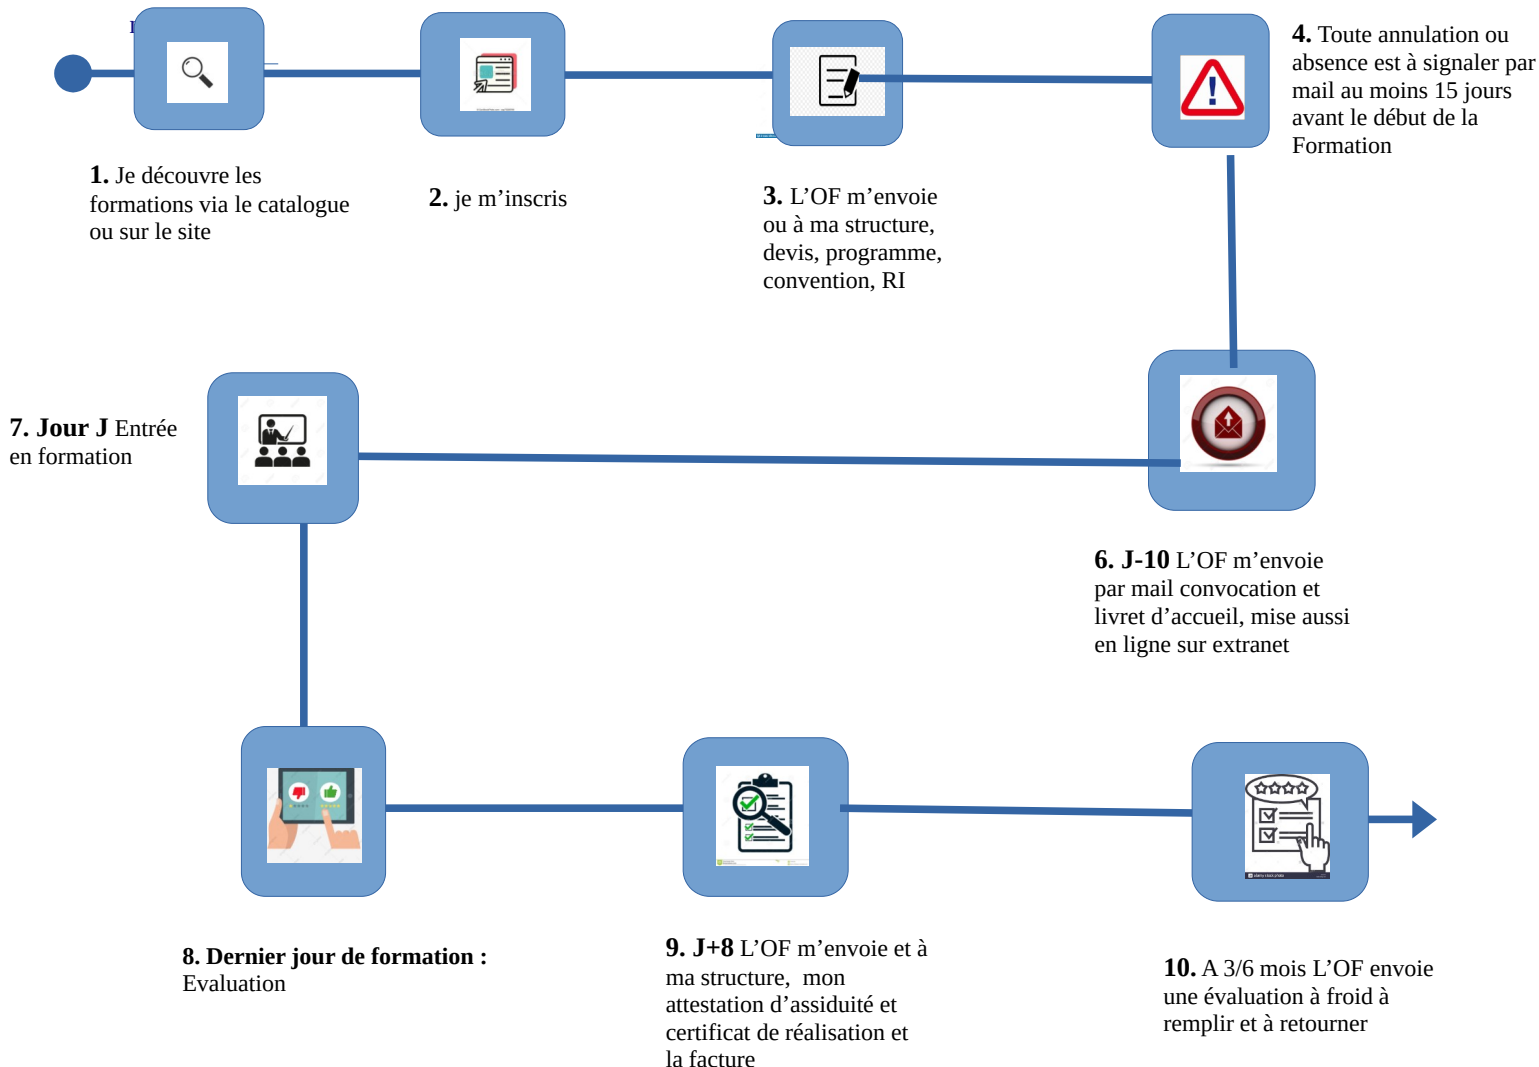 1. Je découvre les
formations via le catalogue
ou sur le site
2. je m’inscris
3. L’OF m’envoie
ou à ma structure,
devis, programme,
convention, RI
4. Toute annulation ou
absence est à signaler par
mail au moins 15 jours
avant le début de la
Formation
7. Jour J Entrée
en formation
6. J-10 L’OF m’envoie
par mail convocation et
livret d’accueil, mise aussi
en ligne sur extranet
8. Dernier jour de formation :
Evaluation
9. J+8 L’OF m’envoie et à
ma structure, mon
attestation d’assiduité et
certificat de réalisation et
la facture
10. A 3/6 mois L’OF envoie
une évaluation à froid à
remplir et à retourner